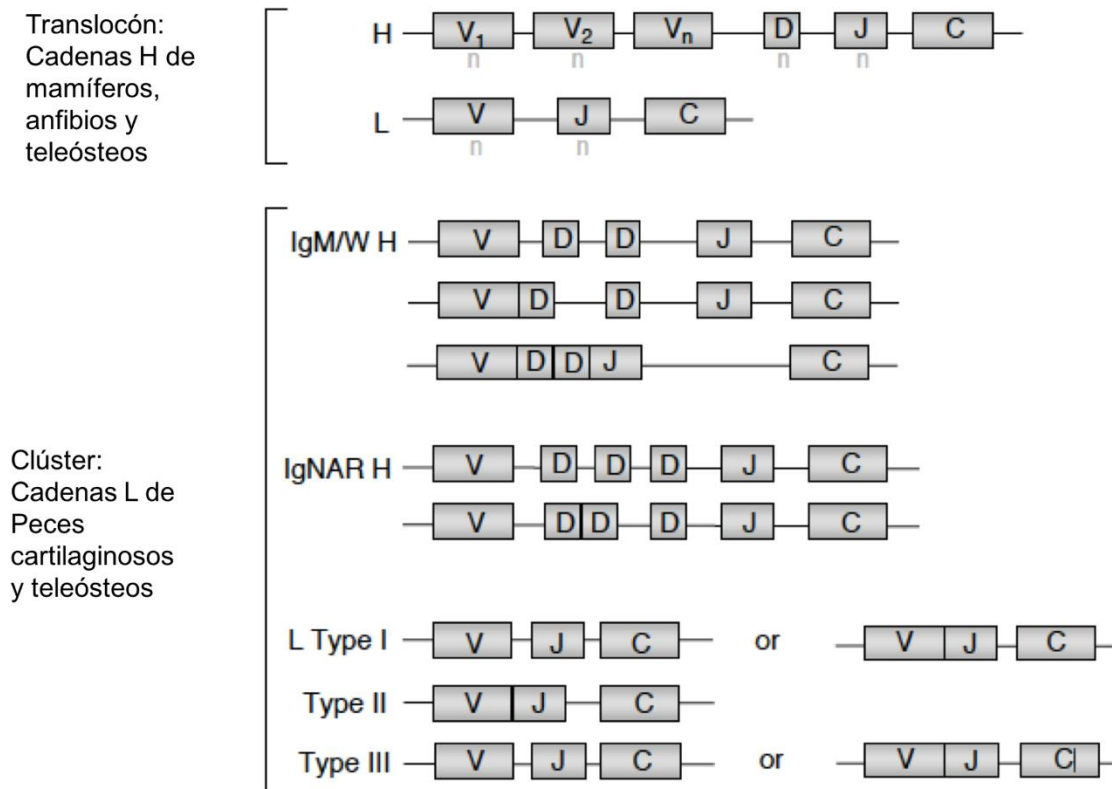 Translocón:
Cadenas H de
mamíferos,
anfibios y
teleósteos
H V1 V2 Vn D J C
n n n n
L V J C
n n
Clúster:
Cadenas L de
Peces
cartilaginosos
y teleósteos
IgM/W H V D D J C
V D D J C
V D D J C
IgNAR H V D D D J C
V D D D J C
L Type I V J C or V J C
Type II V J C
Type III V J C or V J C